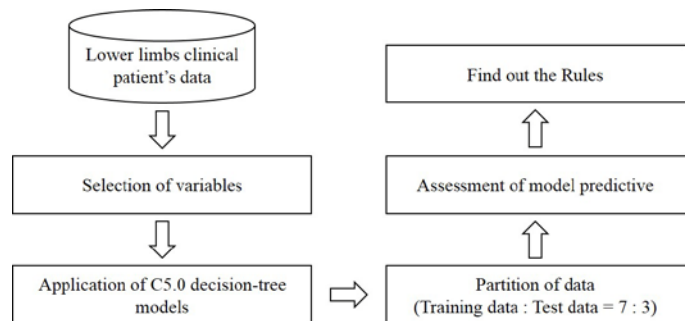 Lower limbs clinical
patient's data
Selection of variables
Application of C5.0 decision-tree
models
Partition of data
(Training data : Test data = 7 : 3)
Assessment of model predictive
Find out the Rules